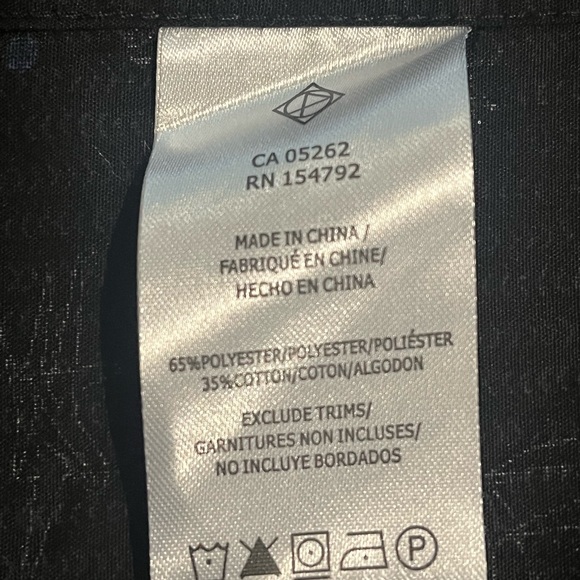 CA 05262
RN 154792
MADE IN CHINA /
FABRIQUÉ EN CHINE/
HECHO EN CHINA
65%POLYESTER/POLYESTER/POLIÉSTER
35%COTTON/COTON/ALGODON
EXCLUDE TRIMS/
GARNITURES NON INCLUSES/
NO INCLUYE BORDADOS
P